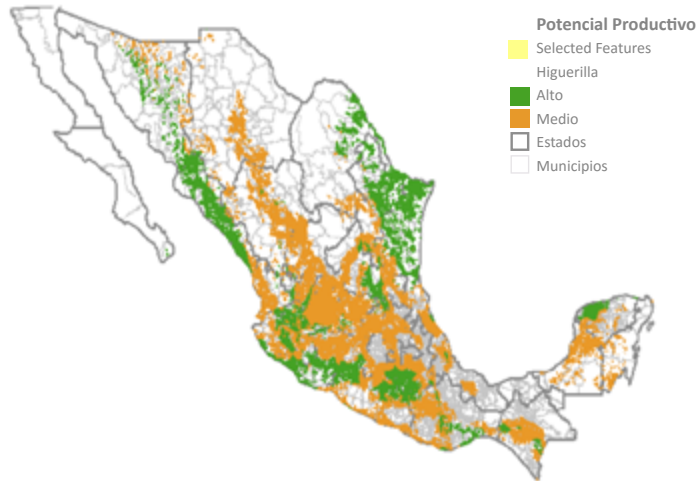 Potencial Productivo
Selected Features
Higuerilla
Alto
Medio
Estados
Municipios